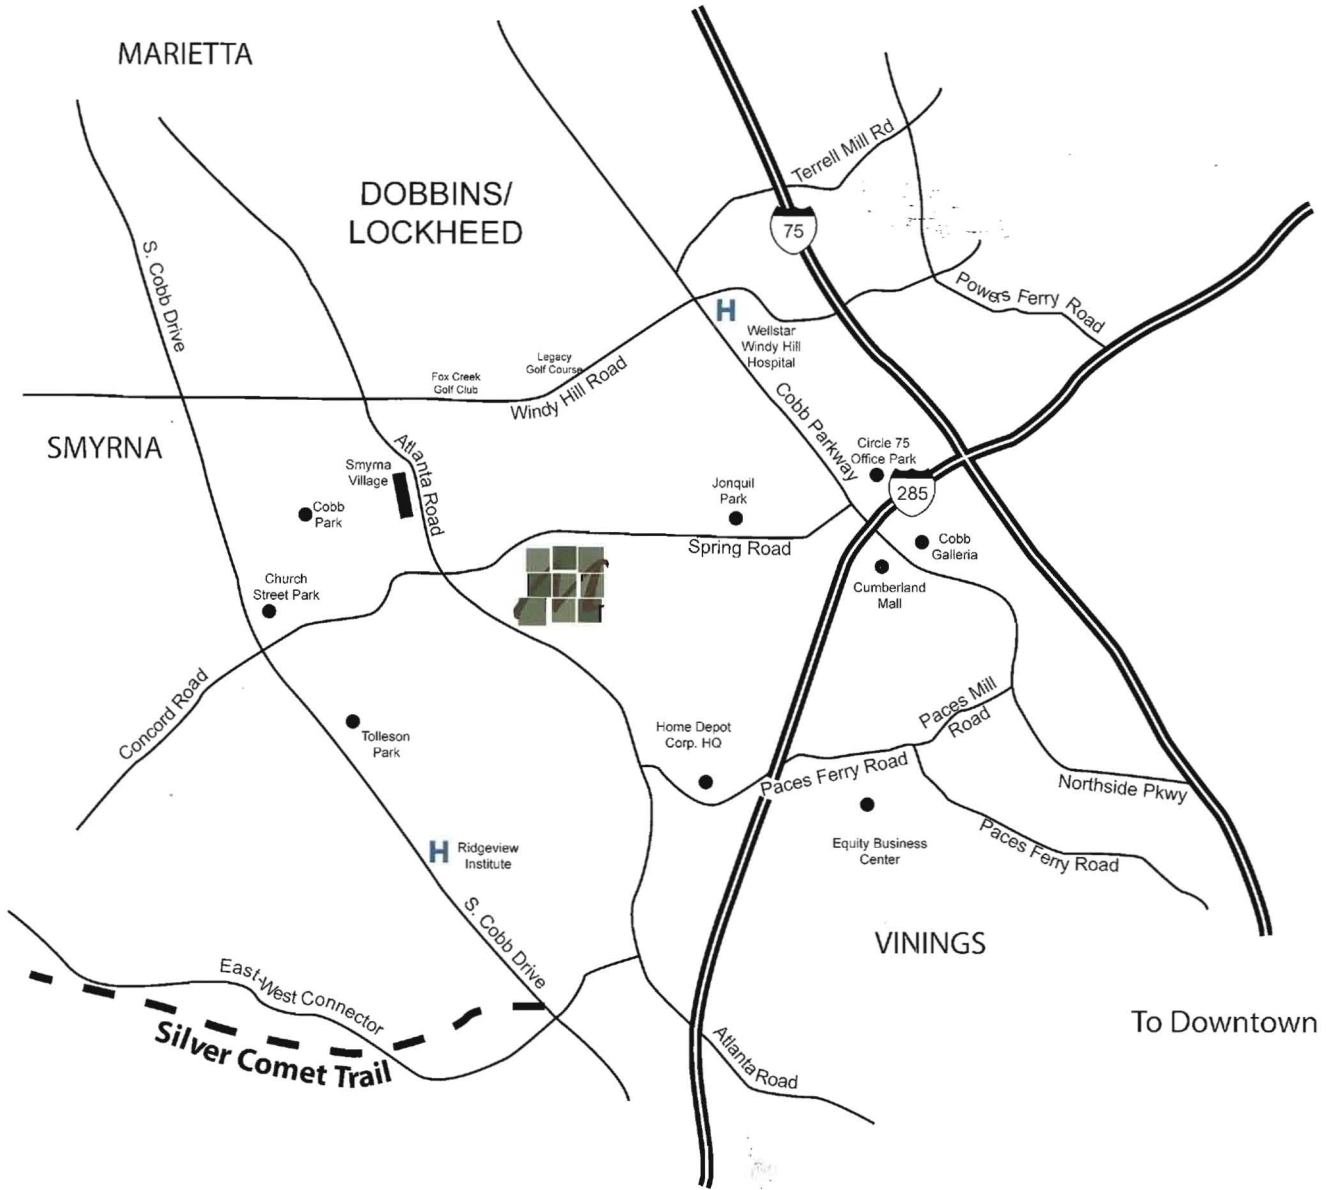 MARIETTA
DOBBINS/
LOCKHEED
Terrell Mill Rd
75
S. Cobb Drive
Powers Ferry Road
H
Wellstar
Windy Hill
Hospital
Legacy
Golf Course
Fox Creek
Golf Club
Windy Hill Road
Cobb Parkway
SMYRNA
Atlanta Road
Smyrna
Village
Circle 75
Office Park
285
Jonquil
Park
Cobb
Park
Spring Road
Cobb
Galleria
Church
Street Park
Cumberland
Mall
Concord Road
Paces Mill
Road
Tolleson
Park
Home Depot
Corp. HQ
Paces Ferry Road
Northside Pkwy
H
Ridgeview
Institute
Equity Business
Center
Paces Ferry Road
S. Cobb Drive
VININGS
East-West Connector
Silver Comet Trail
To Downtown
Atlanta Road